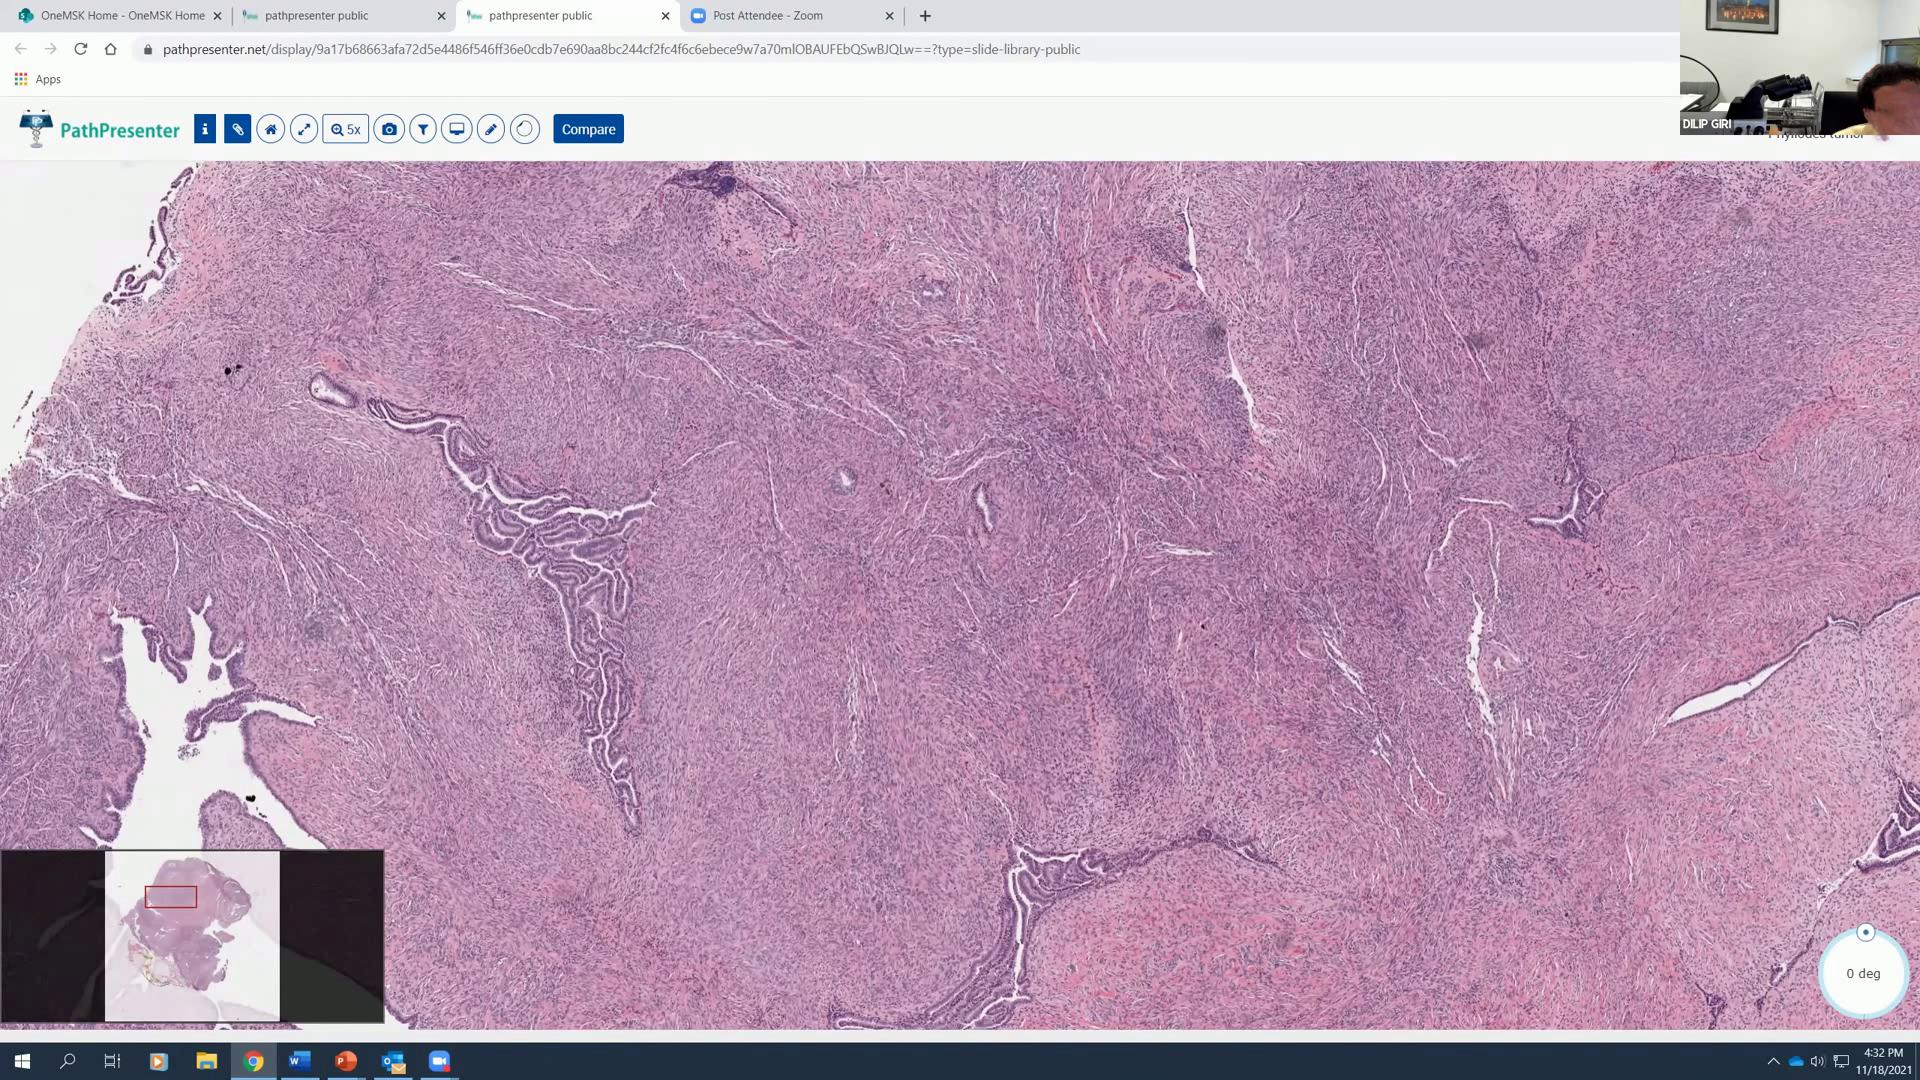 OneMSK Home - OneMSK Home
pathpresenter public
pathpresenter public
Post Attendee - Zoom
pathpresenter.net/display/9a17b68663afa72d5e4486f546ff36e0cdb7e690aa8bc244cf2fc4f6c6ebece9w7a70mlOBAUFEbQSwBJQLw==?type=slide-library-public
Apps
PathPresenter
5x
Compare
DILIP GIRI
Phyllodes tumor
0 deg
4:32 PM
11/18/2021